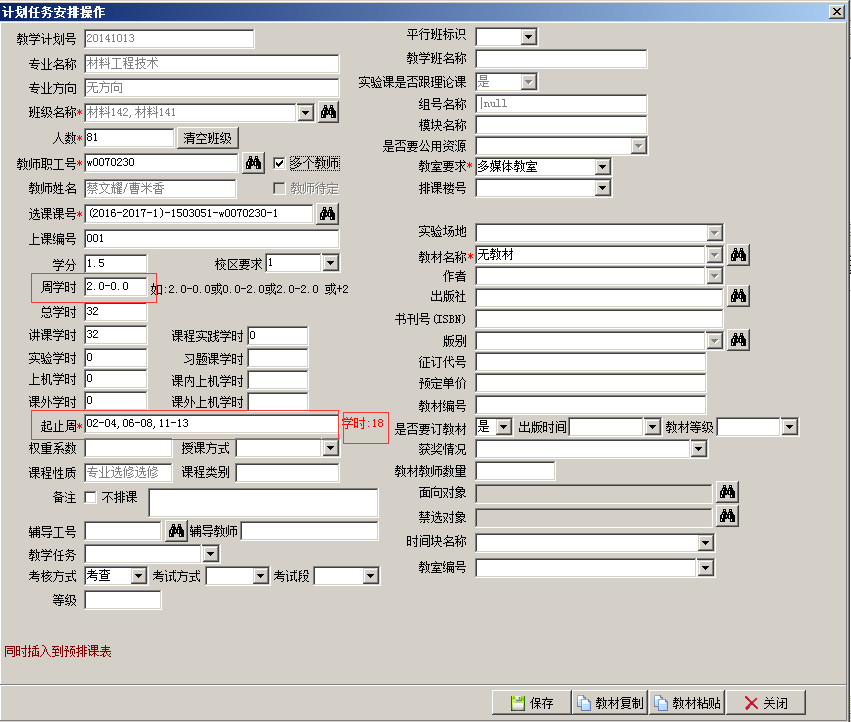 计划任务安排操作
教学计划号 20141013
专业名称 材料工程技术
专业方向 无方向
班级名称* 材料142,材料141
人数* 81 清空班级
教师职工号* w0070230 多个教师
教师姓名 蔡文耀/曹米香 教师待定
选课课号* (2016-2017-1)-1503051-w0070230-1
上课编号 001
学分 1.5 校区要求 1
周学时 2.0-0.0 如:2.0-0.0或0.0-2.0或2.0-2.0 或+2
总学时 32
讲课学时 32 课程实践学时 0
实验学时 0 习题课学时
上机学时 0 课内上机学时
课外学时 0 课外上机学时
起止周* 02-04,06-08,11-13 学时:18
权重系数 授课方式
课程性质 专业选修选修 课程类别
备注 不排课
辅导工号 辅导教师
教学任务
考核方式 考查 考试方式 考试段
等级
同时插入到预排课表
平行班标识
教学班名称
实验课是否跟理论课 是
组号名称 |null
模块名称
是否要公用资源
教室要求* 多媒体教室
排课楼号
实验场地
教材名称* 无教材
作者
出版社
书刊号(ISBN)
版别
征订代号
预定单价
教材编号
是否要订教材 是 出版时间 教材等级
获奖情况
教材教师数量
面向对象
禁选对象
时间块名称
教室编号
保存 教材复制 教材粘贴 关闭